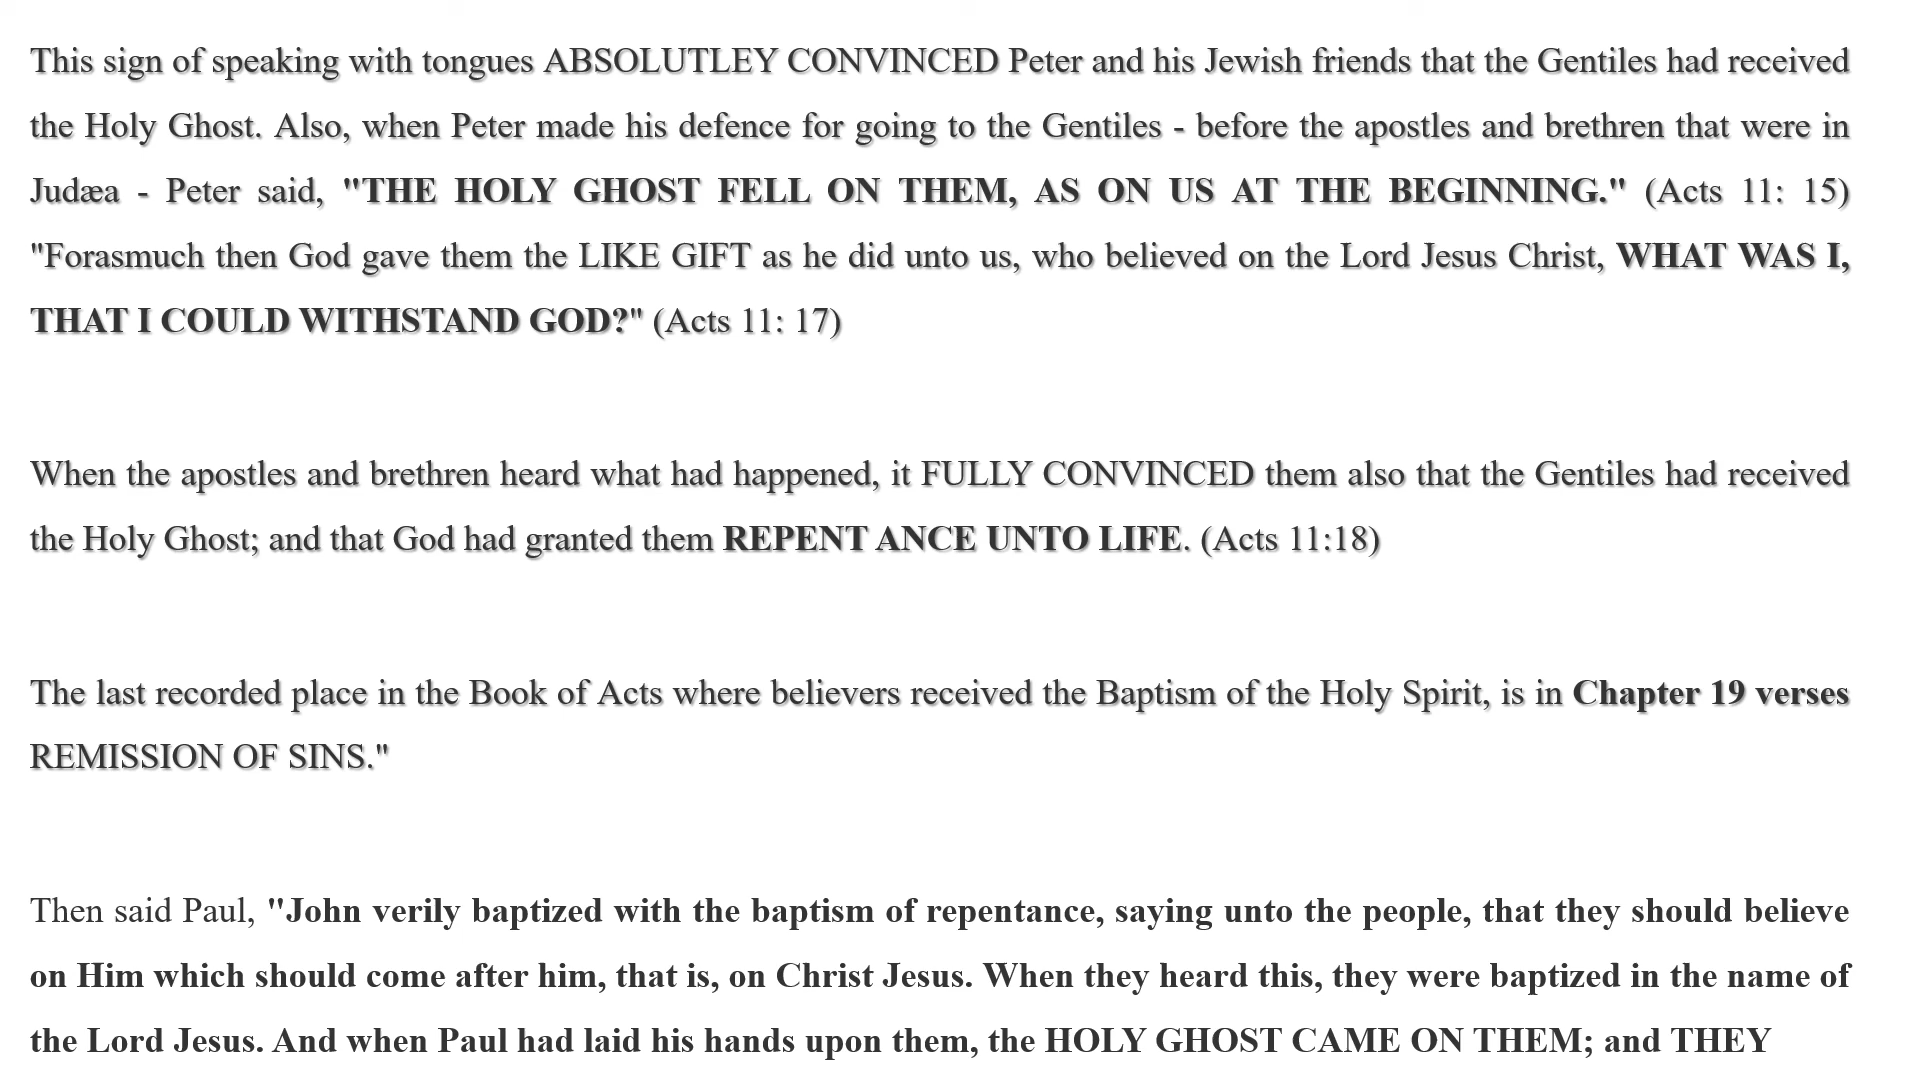 This sign of speaking with tongues ABSOLUTLEY CONVINCED Peter and his Jewish friends that the Gentiles had received
the Holy Ghost. Also, when Peter made his defence for going to the Gentiles - before the apostles and brethren that were in
Judæa - Peter said, "THE HOLY GHOST FELL ON THEM, AS ON US AT THE BEGINNING." (Acts 11: 15)
"Forasmuch then God gave them the LIKE GIFT as he did unto us, who believed on the Lord Jesus Christ, WHAT WAS I,
THAT I COULD WITHSTAND GOD?" (Acts 11: 17)
When the apostles and brethren heard what had happened, it FULLY CONVINCED them also that the Gentiles had received
the Holy Ghost; and that God had granted them REPENT ANCE UNTO LIFE. (Acts 11:18)
The last recorded place in the Book of Acts where believers received the Baptism of the Holy Spirit, is in Chapter 19 verses
REMISSION OF SINS."
Then said Paul, "John verily baptized with the baptism of repentance, saying unto the people, that they should believe
on Him which should come after him, that is, on Christ Jesus. When they heard this, they were baptized in the name of
the Lord Jesus. And when Paul had laid his hands upon them, the HOLY GHOST CAME ON THEM; and THEY